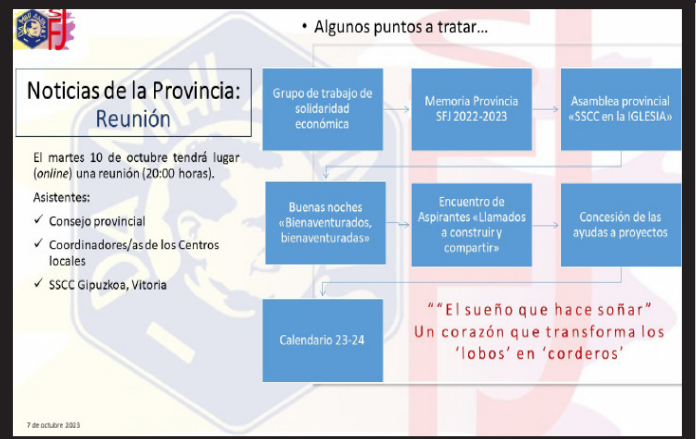 • Algunos puntos a tratar...
Noticias de la Provincia:
Reunión
El martes 10 de octubre tendrá lugar
(online) una reunión (20:00 horas).
Asistentes:
✓ Consejo provincial
✓ Coordinadores/as de los Centros
locales
✓ SSCC Gipuzkoa, Vitoria
Grupo de trabajo de
solidaridad
económica
Memoria Provincia
SFJ 2022-2023
Asamblea provincial
«SSCC en la IGLESIA»
Buenas noches
«Bienaventurados,
bienaventuradas»
Encuentro de
Aspirantes «Llamados
a construir y
compartir»
Concesión de las
ayudas a proyectos
Calendario 23-24
““El sueño que hace soñar”
Un corazón que transforma los
‘lobos’ en ‘corderos’
7 de octubre 2023